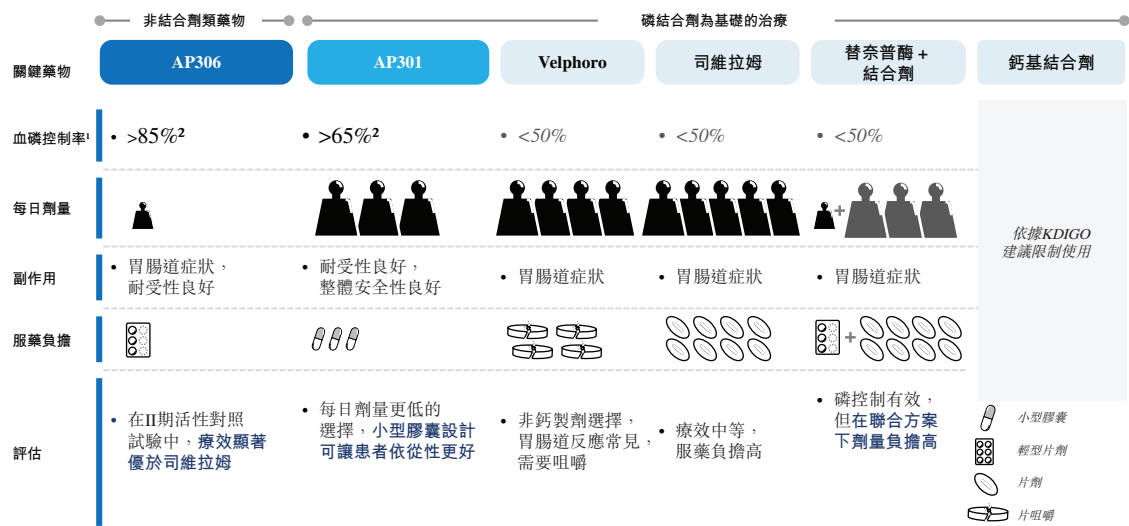 非結合劑類藥物
磷結合劑為基礎的治療
關鍵藥物
AP306
AP301
Velphoro
司維拉姆
替奈普酶 +
結合劑
鈣基結合劑
血磷控制率¹
• >85%²
• >65%²
• <50%
• <50%
• <50%
每日劑量
+
依據KDIGO
建議限制使用
副作用
• 胃腸道症狀，
耐受性良好
• 耐受性良好，
整體安全性良好
• 胃腸道症狀
• 胃腸道症狀
• 胃腸道症狀
服藥負擔
+
評估
• 在II期活性對照
試驗中，療效顯著
優於司維拉姆
• 每日劑量更低的
選擇，小型膠囊設計
可讓患者依從性更好
• 非鈣製劑選擇，
胃腸道反應常見，
需要咀嚼
• 療效中等，
服藥負擔高
• 磷控制有效，
但在聯合方案
下劑量負擔高
小型膠囊
輕型片劑
片劑
片咀嚼